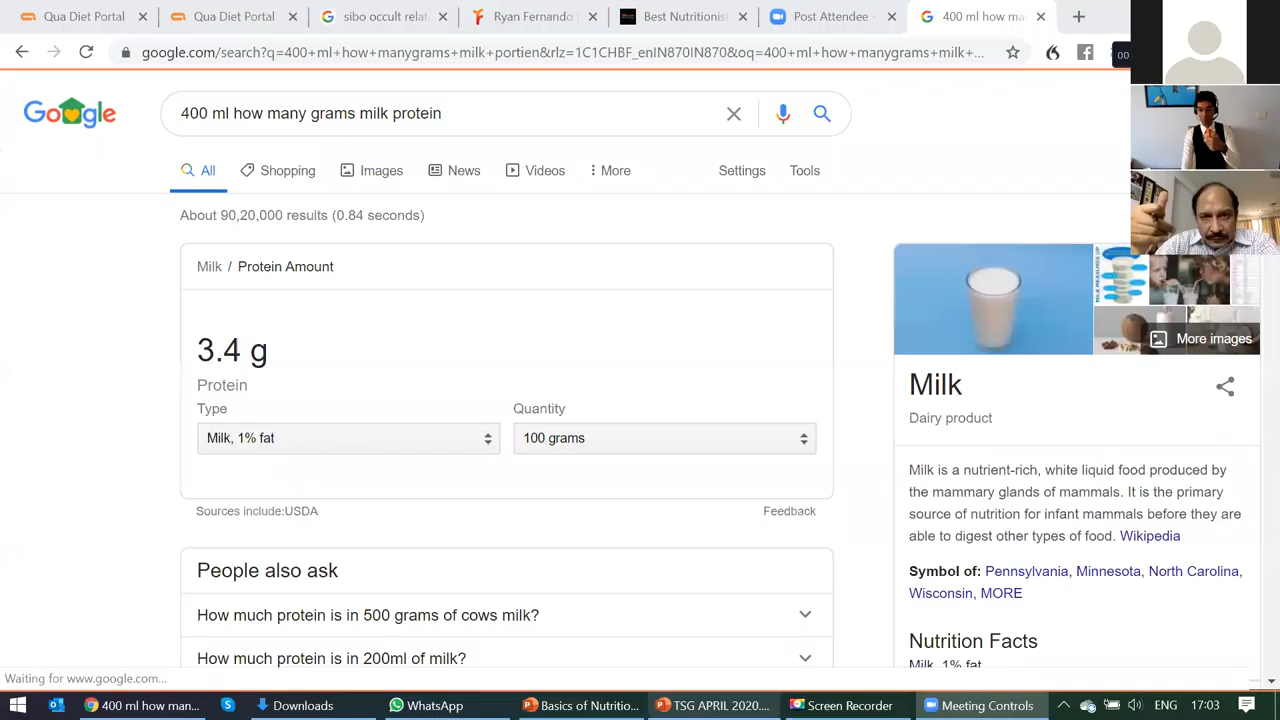 Qua Diet Portal
Qua Diet Portal
sibo occult relat
Ryan Fernando
Best Nutritionis
Post Attendee -
400 ml how ma
google.com/search?q=400+ml+how+manygrams+milk+portien&rlz=1C1CHBF_enIN870IN870&oq=400+ml+how+manygrams+milk+...
00
Google
400 ml how many grams milk protein
All
Shopping
Images
News
Videos
More
Settings
Tools
About 90,20,000 results (0.84 seconds)
Milk / Protein Amount
3.4 g
Protein
Type
Quantity
Milk, 1% fat
100 grams
Sources include:USDA
Feedback
People also ask
How much protein is in 500 grams of cows milk?
How much protein is in 200ml of milk?
More images
Milk
Dairy product
Milk is a nutrient-rich, white liquid food produced by
the mammary glands of mammals. It is the primary
source of nutrition for infant mammals before they are
able to digest other types of food. Wikipedia
Symbol of: Pennsylvania, Minnesota, North Carolina,
Wisconsin, MORE
Nutrition Facts
Milk, 1% fat
Waiting for www.google.com...
400 ml how man...
Downloads
WhatsApp
Basics of Nutritio...
TSG APRIL 2020....
Screen Recorder
Meeting Controls
ENG
17:03